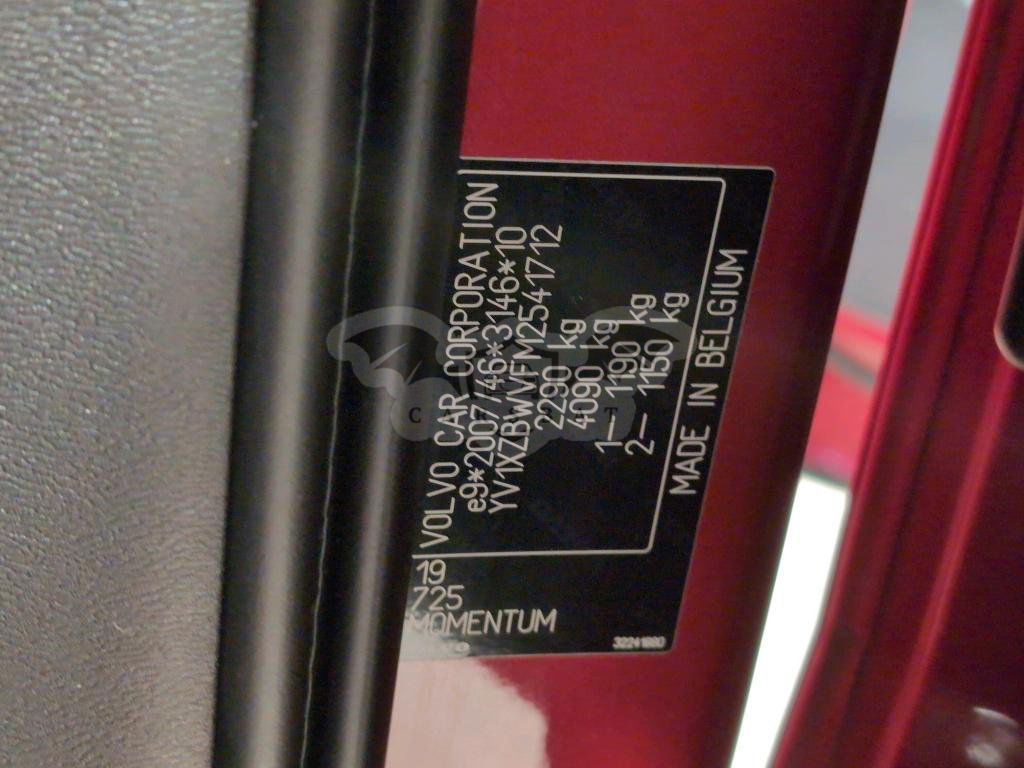 VOLVO CAR CORPORATION
e9*2007/46*3146*10
YV1XZBWVFM2541712
2290 kg
4090 kg
1— 1190 kg
2— 1150 kg
MADE IN BELGIUM
19
725
MOMENTUM
32241880